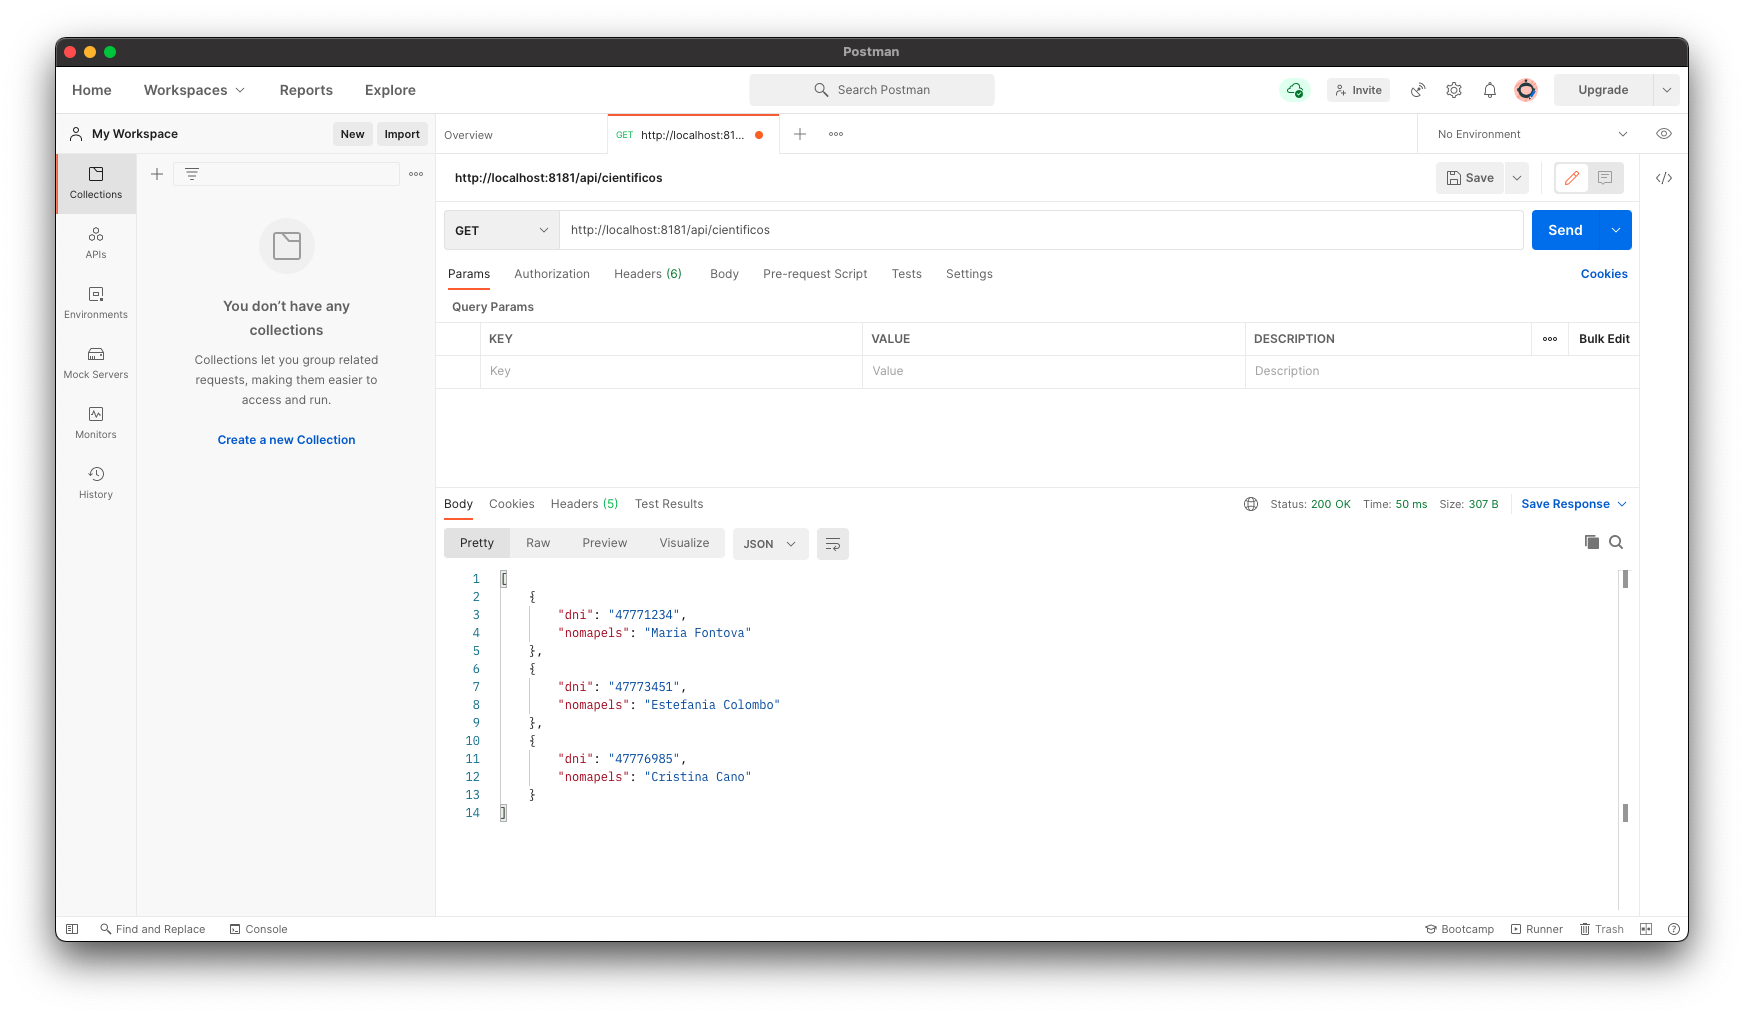 Postman
Home Workspaces Reports Explore Search Postman Invite Upgrade
My Workspace New Import Overview GET http://localhost:81... No Environment
Collections
APIs
Environments
Mock Servers
Monitors
History
You don’t have any
collections
Collections let you group related
requests, making them easier to
access and run.
Create a new Collection
http://localhost:8181/api/cientificos Save </>
GET http://localhost:8181/api/cientificos Send
Params Authorization Headers (6) Body Pre-request Script Tests Settings Cookies
Query Params
KEY VALUE DESCRIPTION Bulk Edit
Key Value Description
Body Cookies Headers (5) Test Results Status: 200 OK Time: 50 ms Size: 307 B Save Response
Pretty Raw Preview Visualize JSON
1 [
2 {
3 "dni": "47771234",
4 "nomapels": "Maria Fontova"
5 },
6 {
7 "dni": "47773451",
8 "nomapels": "Estefania Colombo"
9 },
10 {
11 "dni": "47776985",
12 "nomapels": "Cristina Cano"
13 }
14 ]
Find and Replace Console Bootcamp Runner Trash